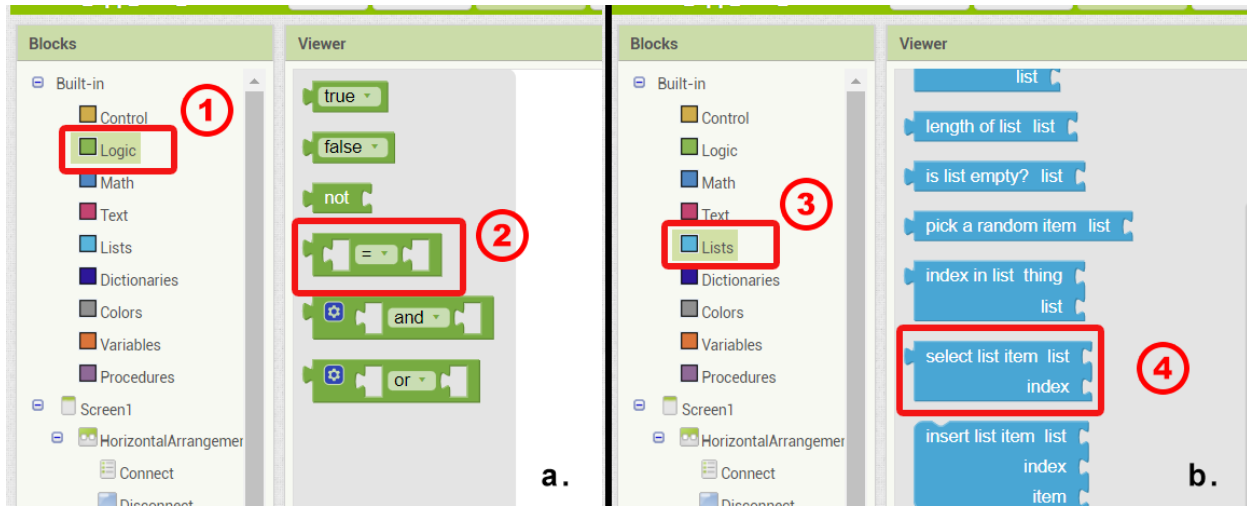 Blocks
Viewer
Built-in
Control
1
Logic
Math
Text
Lists
Dictionaries
Colors
Variables
Procedures
Screen1
HorizontalArrangemer
Connect
Disconnect
true
false
not
2
=
and
or
a.
Blocks
Viewer
Built-in
Control
Logic
Math
Text
3
Lists
Dictionaries
Colors
Variables
Procedures
Screen1
HorizontalArrangemer
Connect
Disconnect
list
length of list list
is list empty? list
pick a random item list
index in list thing
list
select list item list
index
4
insert list item list
index
item
b.